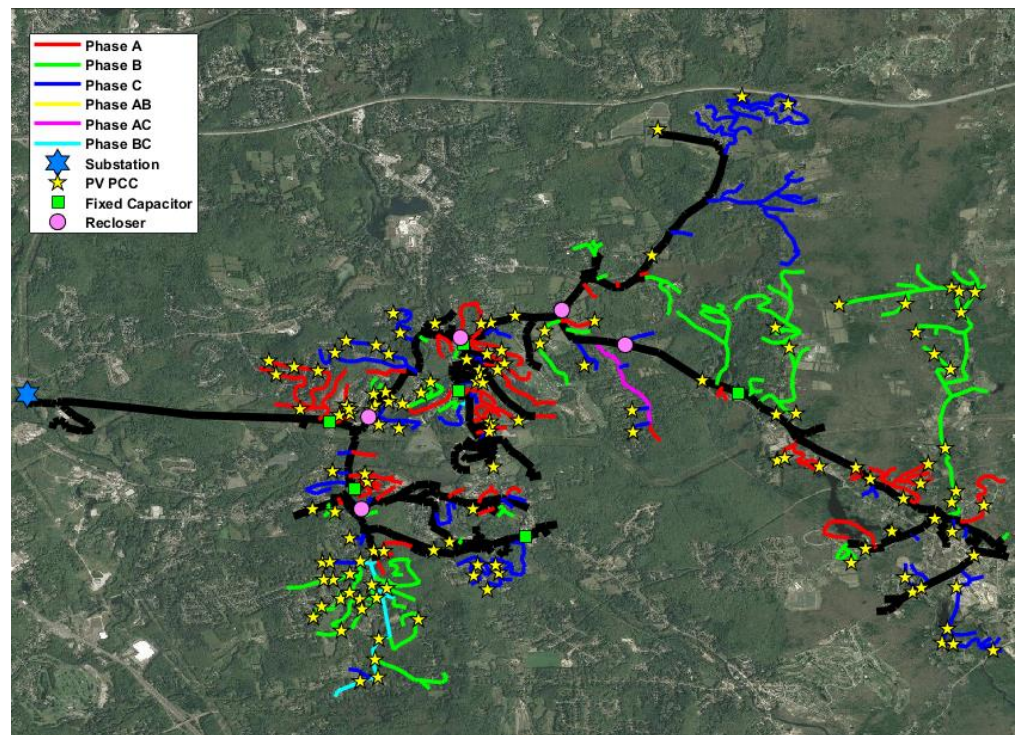 Phase A
Phase B
Phase C
Phase AB
Phase AC
Phase BC
Substation
PV PCC
Fixed Capacitor
Recloser